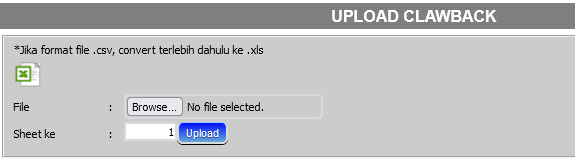 UPLOAD CLAWBACK
*Jika format file .csv, convert terlebih dahulu ke .xls
File : Browse... No file selected.
Sheet ke : 1 Upload